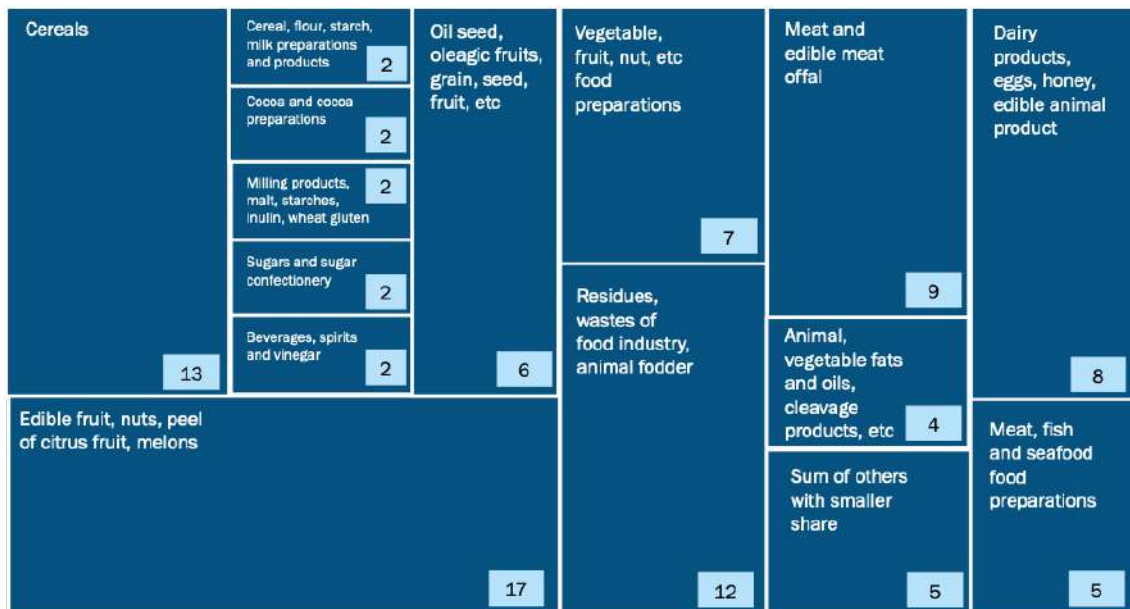 Cereals
13
Cereal, flour, starch,
milk preparations
and products
2
Cocoa and cocoa
preparations
2
Milling products,
malt, starches,
inulin, wheat gluten
2
Sugars and sugar
confectionery
2
Beverages, spirits
and vinegar
2
Oil seed,
oleagic fruits,
grain, seed,
fruit, etc
6
Vegetable,
fruit, nut, etc
food
preparations
7
Meat and
edible meat
offal
9
Dairy
products,
eggs, honey,
edible animal
product
8
Edible fruit, nuts, peel
of citrus fruit, melons
17
Residues,
wastes of
food industry,
animal fodder
12
Animal,
vegetable fats
and oils,
cleavage
products, etc
4
Sum of others
with smaller
share
5
Meat, fish
and seafood
food
preparations
5